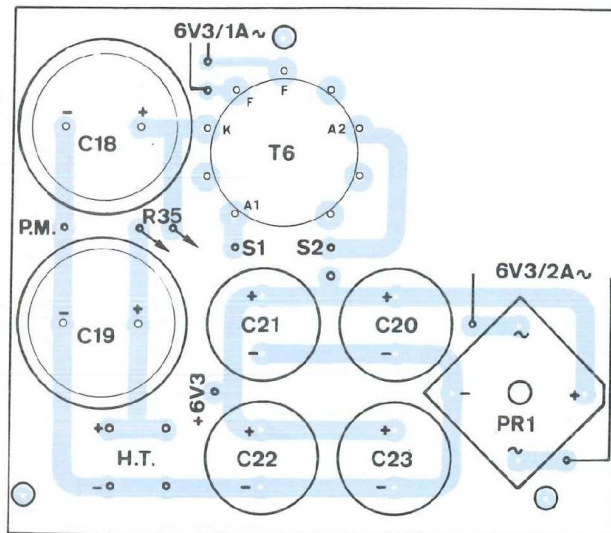 6V3/1A~
F
F
- +
C18
K
T6
A2
A1
P.M.
R35
S1
S2
6V3/2A~
- +
C19
+
C21
-
+
C20
-
~
- +
PR1
~
+6V3
+
H.T.
-
+
C22
-
+
C23
-